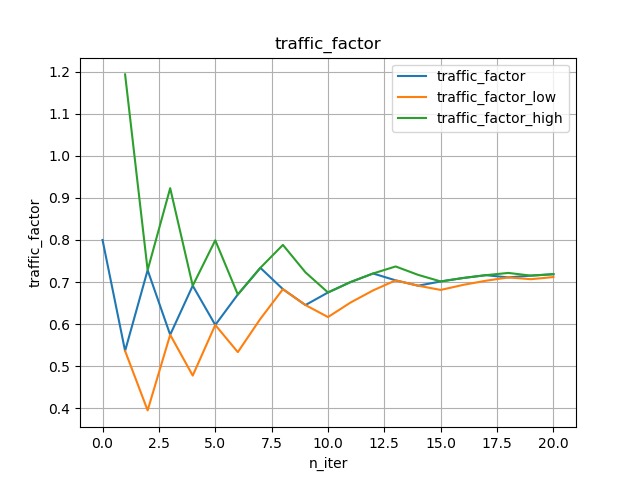 traffic_factor
traffic_factor
traffic_factor_low
traffic_factor_high
traffic_factor
1.2
1.1
1.0
0.9
0.8
0.7
0.6
0.5
0.4
0.0 2.5 5.0 7.5 10.0 12.5 15.0 17.5 20.0
n_iter